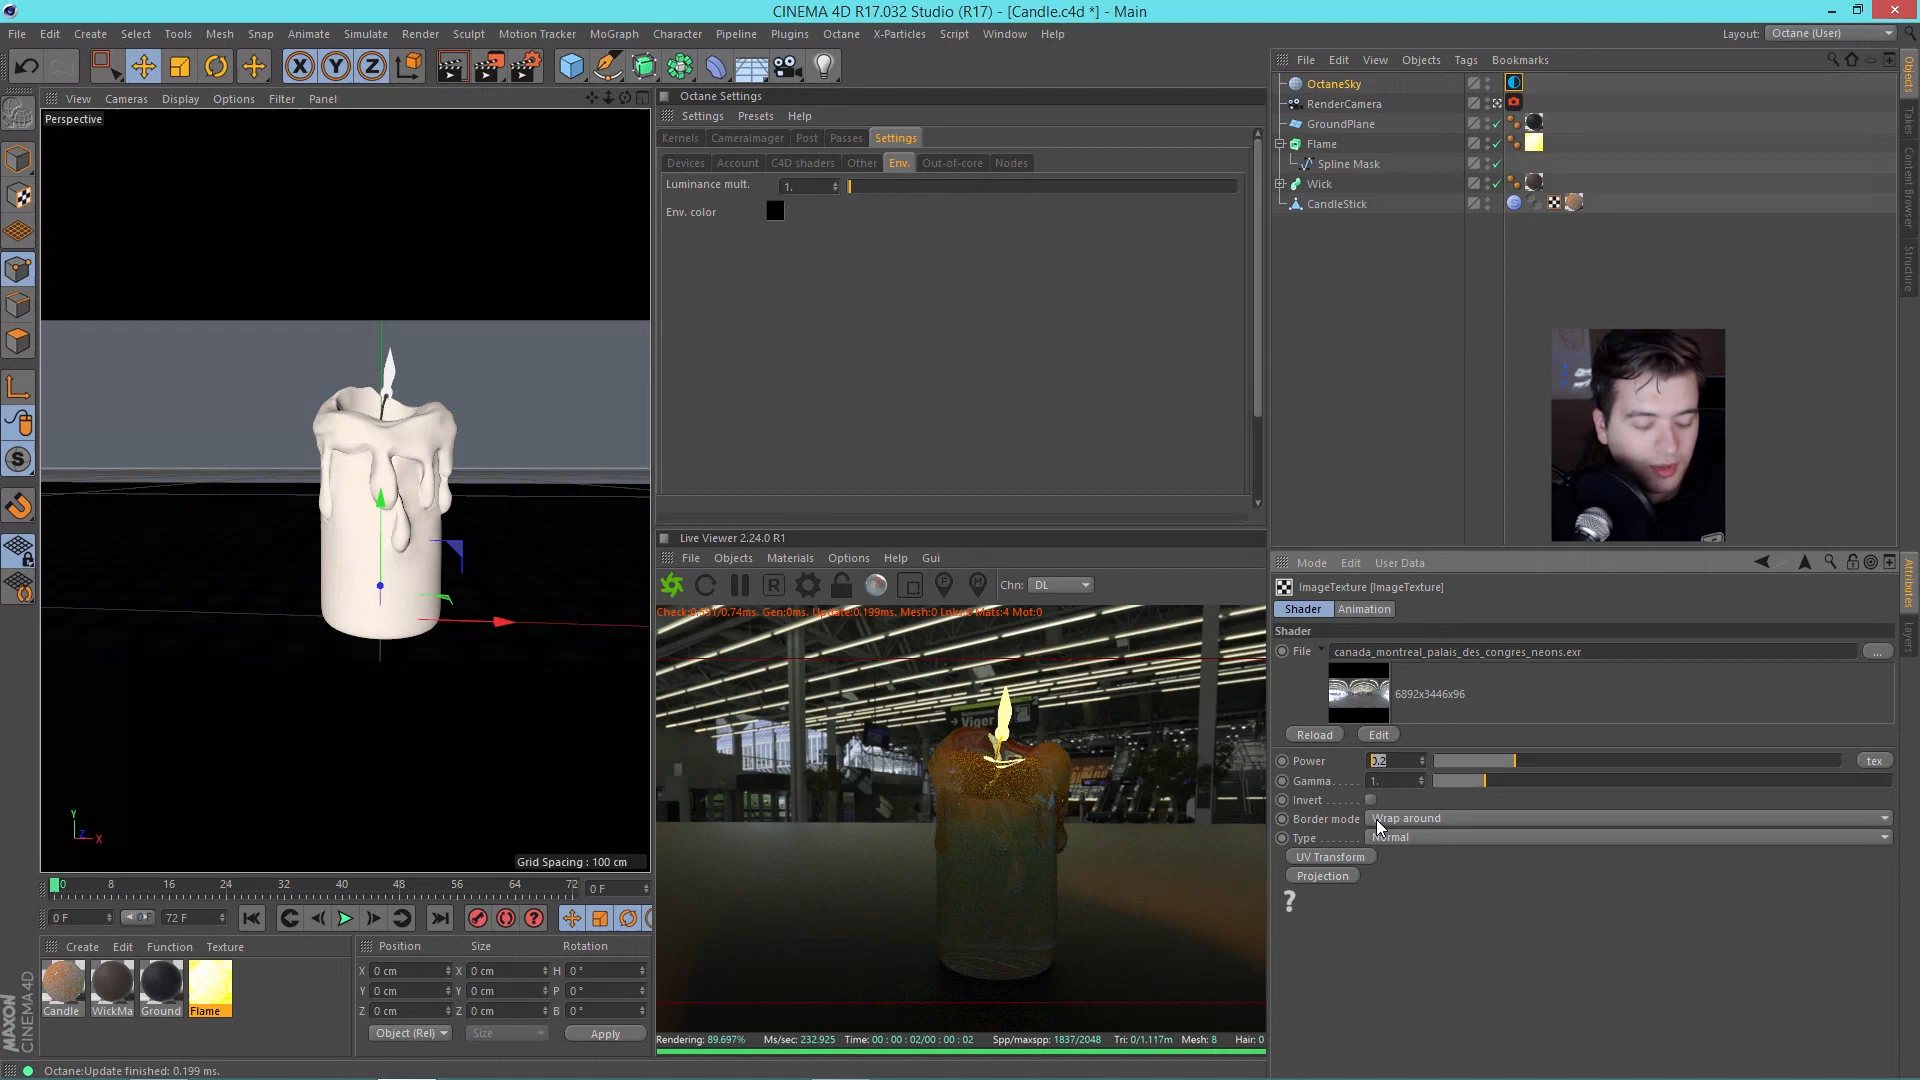 CINEMA 4D R17.032 Studio (R17) - [Candle.c4d *] - Main
File Edit Create Select Tools Mesh Snap Animate Simulate Render Sculpt Motion Tracker MoGraph Character Pipeline Plugins Octane X-Particles Script Window Help
Layout: Octane (User)
View Cameras Display Options Filter Panel
Perspective
Grid Spacing : 100 cm
Y
Z
X
Octane Settings
Settings Presets Help
Kernels CameraImager Post Passes Settings
Devices Account C4D shaders Other Env. Out-of-core Nodes
Luminance mult. 1.
Env. color
Live Viewer 2.24.0 R1
File Objects Materials Options Help Gui
Chn: DL
Viger
Rendering: 89.697% Ms/sec: 232.925 Time: 00 : 00 : 02/00 : 00 : 02 Spp/maxspp: 1837/2048 Tri: 0/1.117m Mesh: 8 Hair: 0
File Edit View Objects Tags Bookmarks
OctaneSky
RenderCamera
GroundPlane
Flame
Spline Mask
Wick
CandleStick
Objects
Takes
Content Browser
Structure
Mode Edit User Data
ImageTexture [ImageTexture]
Shader Animation
Shader
File canada_montreal_palais_des_congres_neons.exr ...
6892x3446x96
Reload Edit
Power 0.2 tex
Gamma..... 1.
Invert......
Border mode Wrap around
Type....... Normal
UV Transform
Projection
?
Attributes
Layers
0 8 16 24 32 40 48 56 64 72 0 F
0 F 0 F 72 F
Create Edit Function Texture
Candle WickMa Ground Flame
Position Size Rotation
X 0 cm X 0 cm H 0 °
Y 0 cm Y 0 cm P 0 °
Z 0 cm Z 0 cm B 0 °
Object (Rel) Size Apply
MAXON
CINEMA 4D
Octane:Update finished: 0.199 ms.